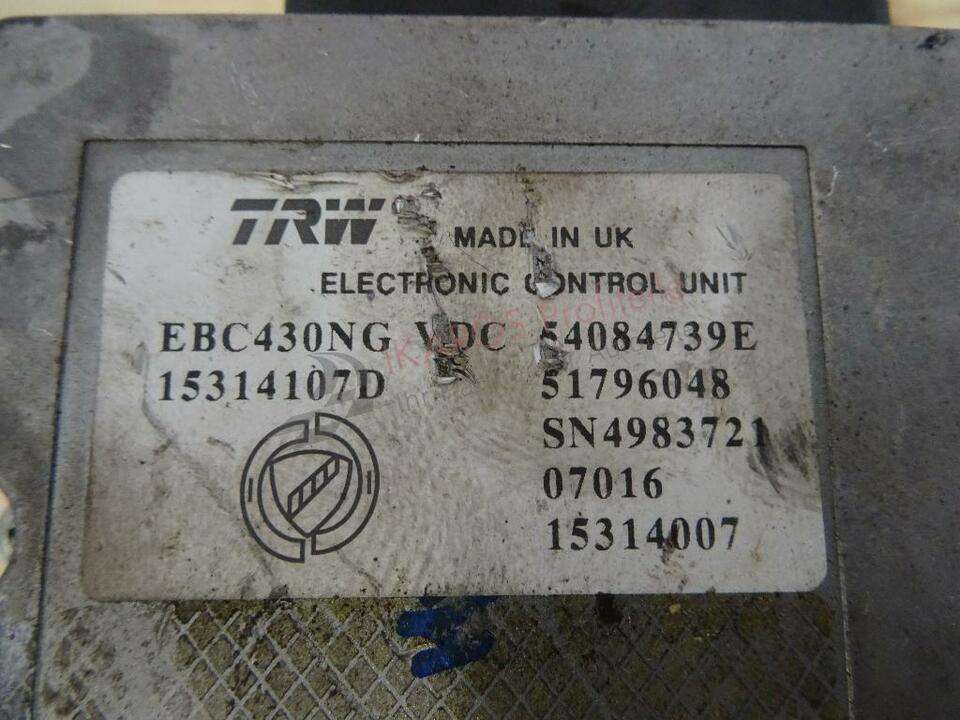 TRW MADE IN UK
ELECTRONIC CONTROL UNIT
EBC430NG VDC 54084739E
15314107D 51796048
SN4983721
07016
15314007